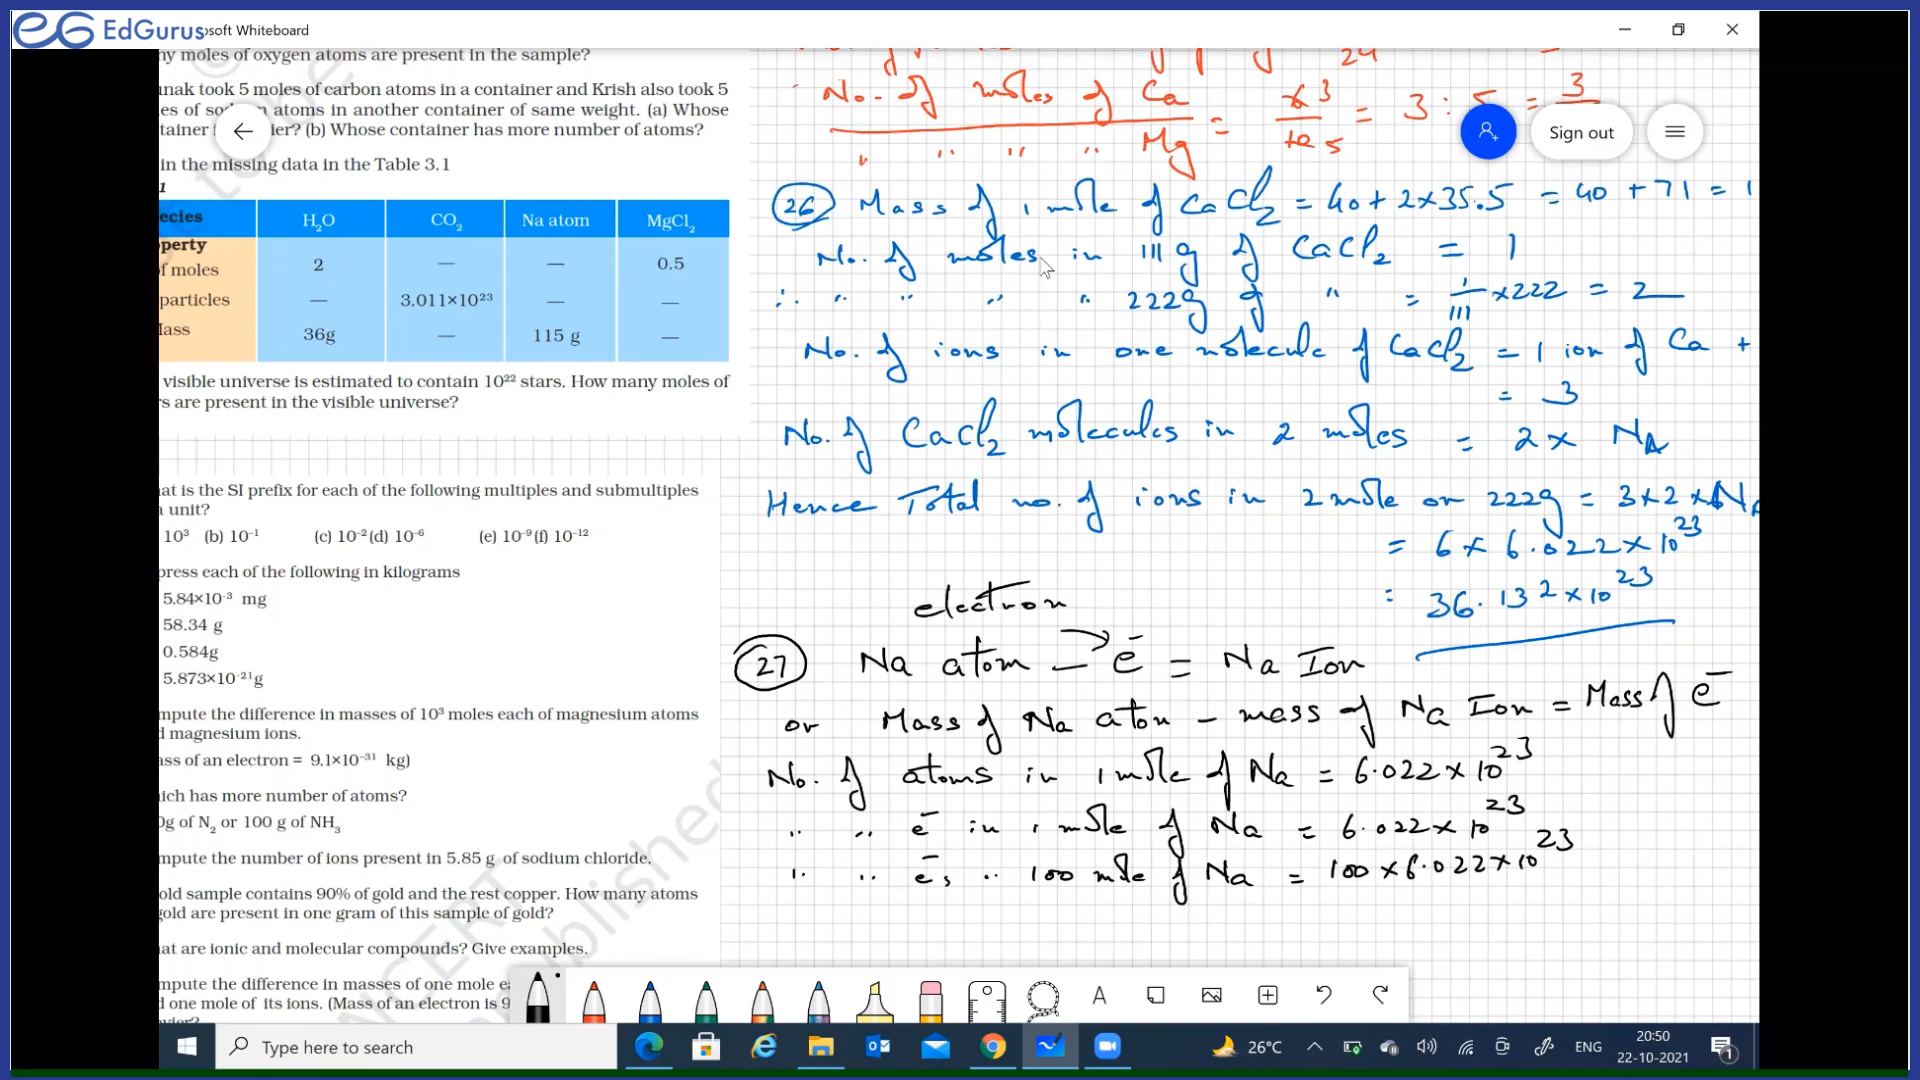 EdGurus
osoft Whiteboard
ny moles of oxygen atoms are present in the sample?
unak took 5 moles of carbon atoms in a container and Krish also took 5
es of so atoms in another container of same weight. (a) Whose
tainer ier? (b) Whose container has more number of atoms?
in the missing data in the Table 3.1
1
ecies H2O CO2 Na atom MgCl2
operty
f moles 2 — — 0.5
particles — 3.011×10²³ — —
Mass 36g — 115 g —
visible universe is estimated to contain 10²² stars. How many moles of
rs are present in the visible universe?
at is the SI prefix for each of the following multiples and submultiples
unit?
10³ (b) 10⁻¹ (c) 10⁻² (d) 10⁻⁶ (e) 10⁻⁹ (f) 10⁻¹²
press each of the following in kilograms
5.84×10⁻³ mg
58.34 g
0.584g
5.873×10⁻²¹g
mpute the difference in masses of 10³ moles each of magnesium atoms
d magnesium ions.
ass of an electron = 9.1×10⁻³¹ kg)
ich has more number of atoms?
0g of N2 or 100 g of NH3
mpute the number of ions present in 5.85 g of sodium chloride.
old sample contains 90% of gold and the rest copper. How many atoms
gold are present in one gram of this sample of gold?
at are ionic and molecular compounds? Give examples.
mpute the difference in masses of one mole e
d one mole of its ions. (Mass of an electron is 9
NCERT
24
No. of moles of Ca
" " " " Mg = 6 3 / 10 5 = 3 : 5 = 3
Sign out
26 Mass of 1 mole of CaCl2 = 40 + 2×35.5 = 40 + 71 = 1
No. of moles in 111g of CaCl2 = 1
∴ " " " " 222g of " = 1/111 ×222 = 2
No. of ions in one molecule of CaCl2 = 1 ion of Ca +
= 3
No. of CaCl2 molecules in 2 moles = 2 × NA
Hence Total no. of ions in 2 mole or 222g = 3×2×NA
= 6 × 6.022×10²³
= 36.132×10²³
electron
27 Na atom — e⁻ = Na Ion
or Mass of Na atom – mass of Na Ion = Mass of e⁻
No. of atoms in 1 mole of Na = 6.022×10²³
" " e⁻ in 1 mole of Na = 6.022×10²³
" " e⁻s " 100 mole of Na = 100×6.022×10²³
A
Type here to search
26°C
ENG
20:50
22-10-2021
1